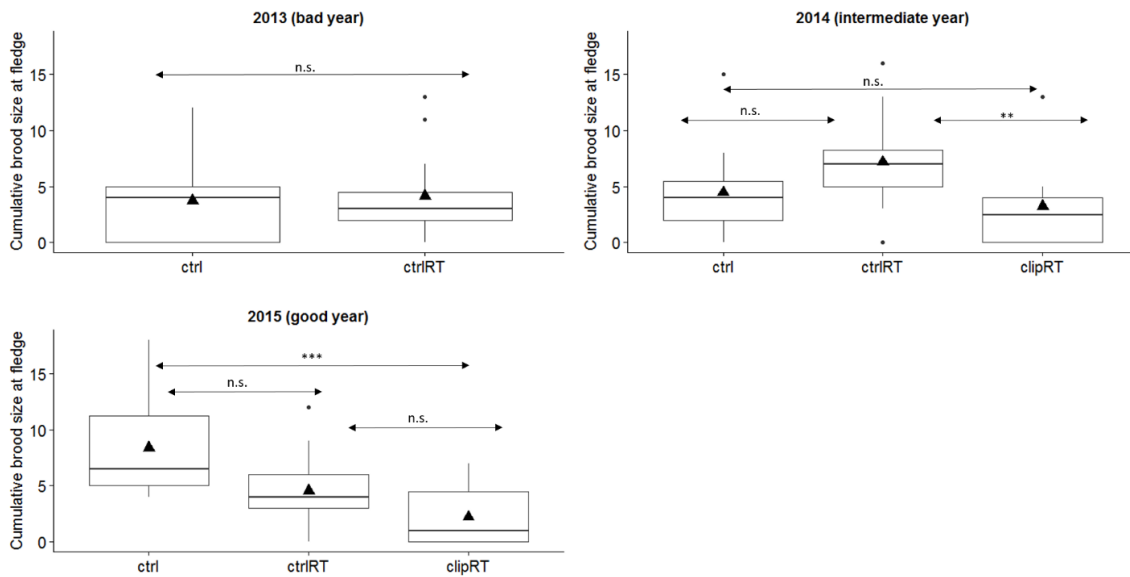 2013 (bad year)
Cumulative brood size at fledge
15
10
5
0
n.s.
ctrl
ctrlRT
2014 (intermediate year)
Cumulative brood size at fledge
15
10
5
0
n.s.
n.s.
**
ctrl
ctrlRT
clipRT
2015 (good year)
Cumulative brood size at fledge
15
10
5
0
***
n.s.
n.s.
ctrl
ctrlRT
clipRT